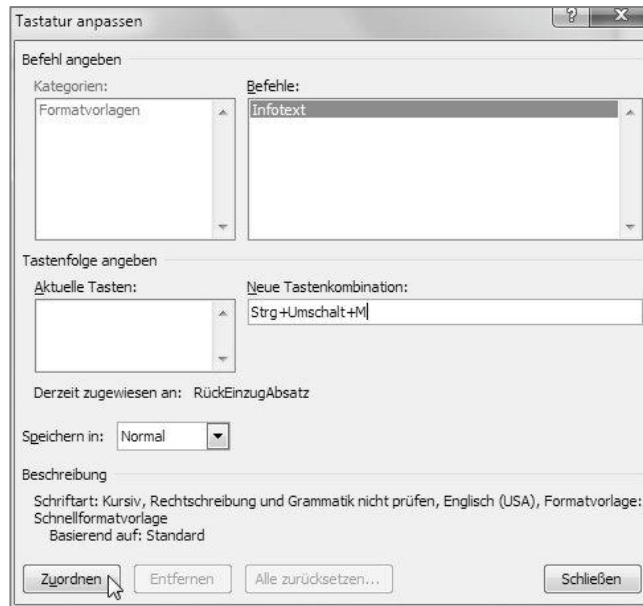 Tastatur anpassen
? X
Befehl angeben
Kategorien:
Befehle:
Formatvorlagen
Infotext
Tastenfolge angeben
Aktuelle Tasten:
Neue Tastenkombination:
Strg+Umschalt+M
Derzeit zugewiesen an: RückEinzugAbsatz
Speichern in: Normal
Beschreibung
Schriftart: Kursiv, Rechtschreibung und Grammatik nicht prüfen, Englisch (USA), Formatvorlage:
Schnellformatvorlage
Basierend auf: Standard
Zuordnen Entfernen Alle zurücksetzen... Schließen